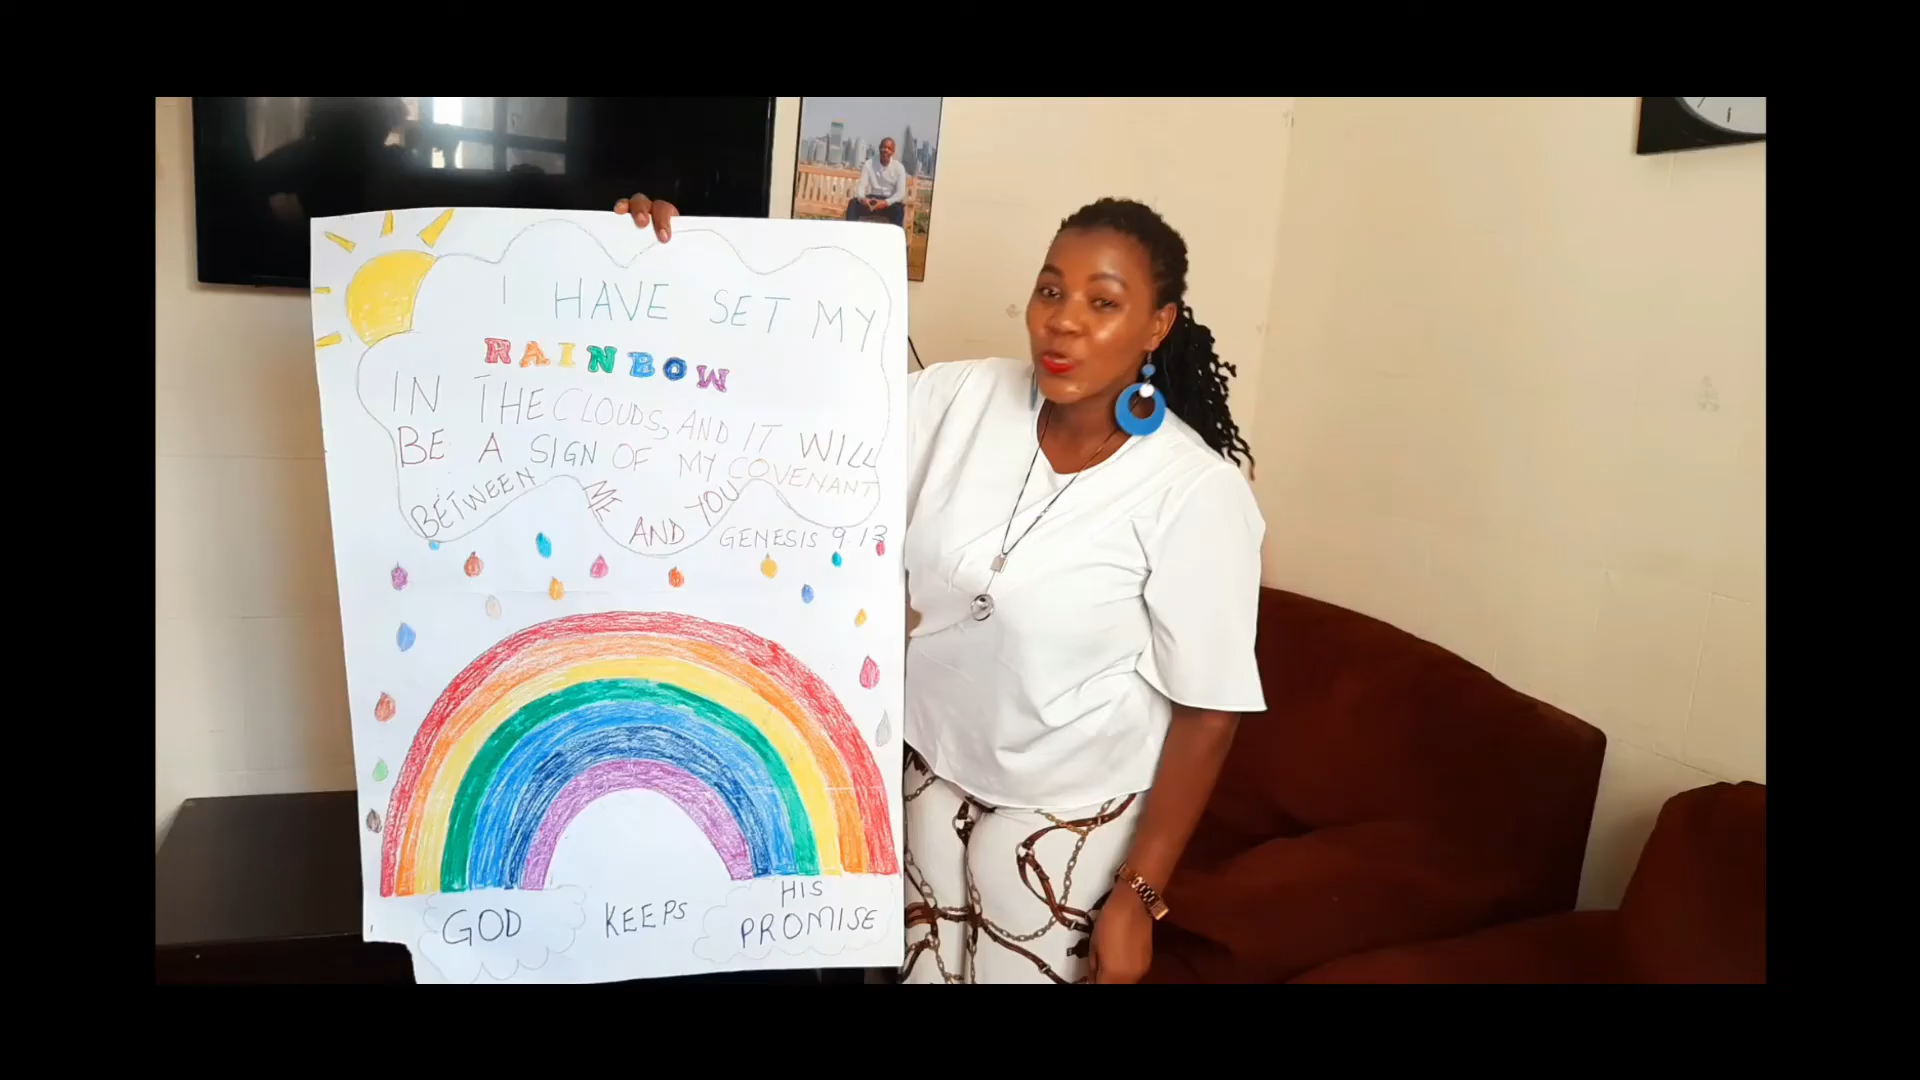 I HAVE SET MY
RAINBOW
IN THE CLOUDS, AND IT WILL
BE A SIGN OF MY COVENANT
BETWEEN ME AND YOU
GENESIS 9.13
GOD KEEPS HIS PROMISE